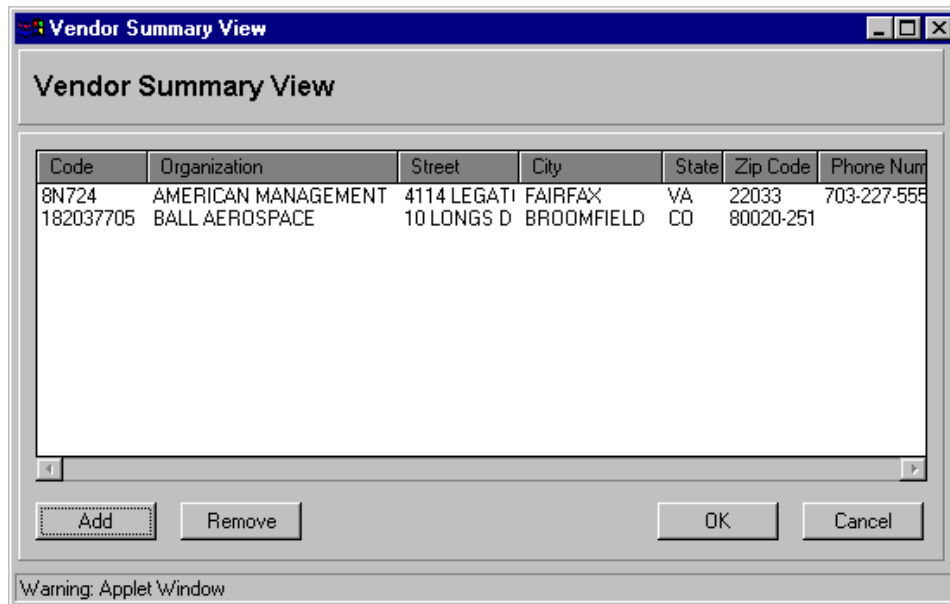 Vendor Summary View
Vendor Summary View
Code Organization Street City State Zip Code Phone Num
8N724 AMERICAN MANAGEMENT 4114 LEGATI FAIRFAX VA 22033 703-227-555
182037705 BALL AEROSPACE 10 LONGS D BROOMFIELD CO 80020-251
Add Remove OK Cancel
Warning: Applet Window